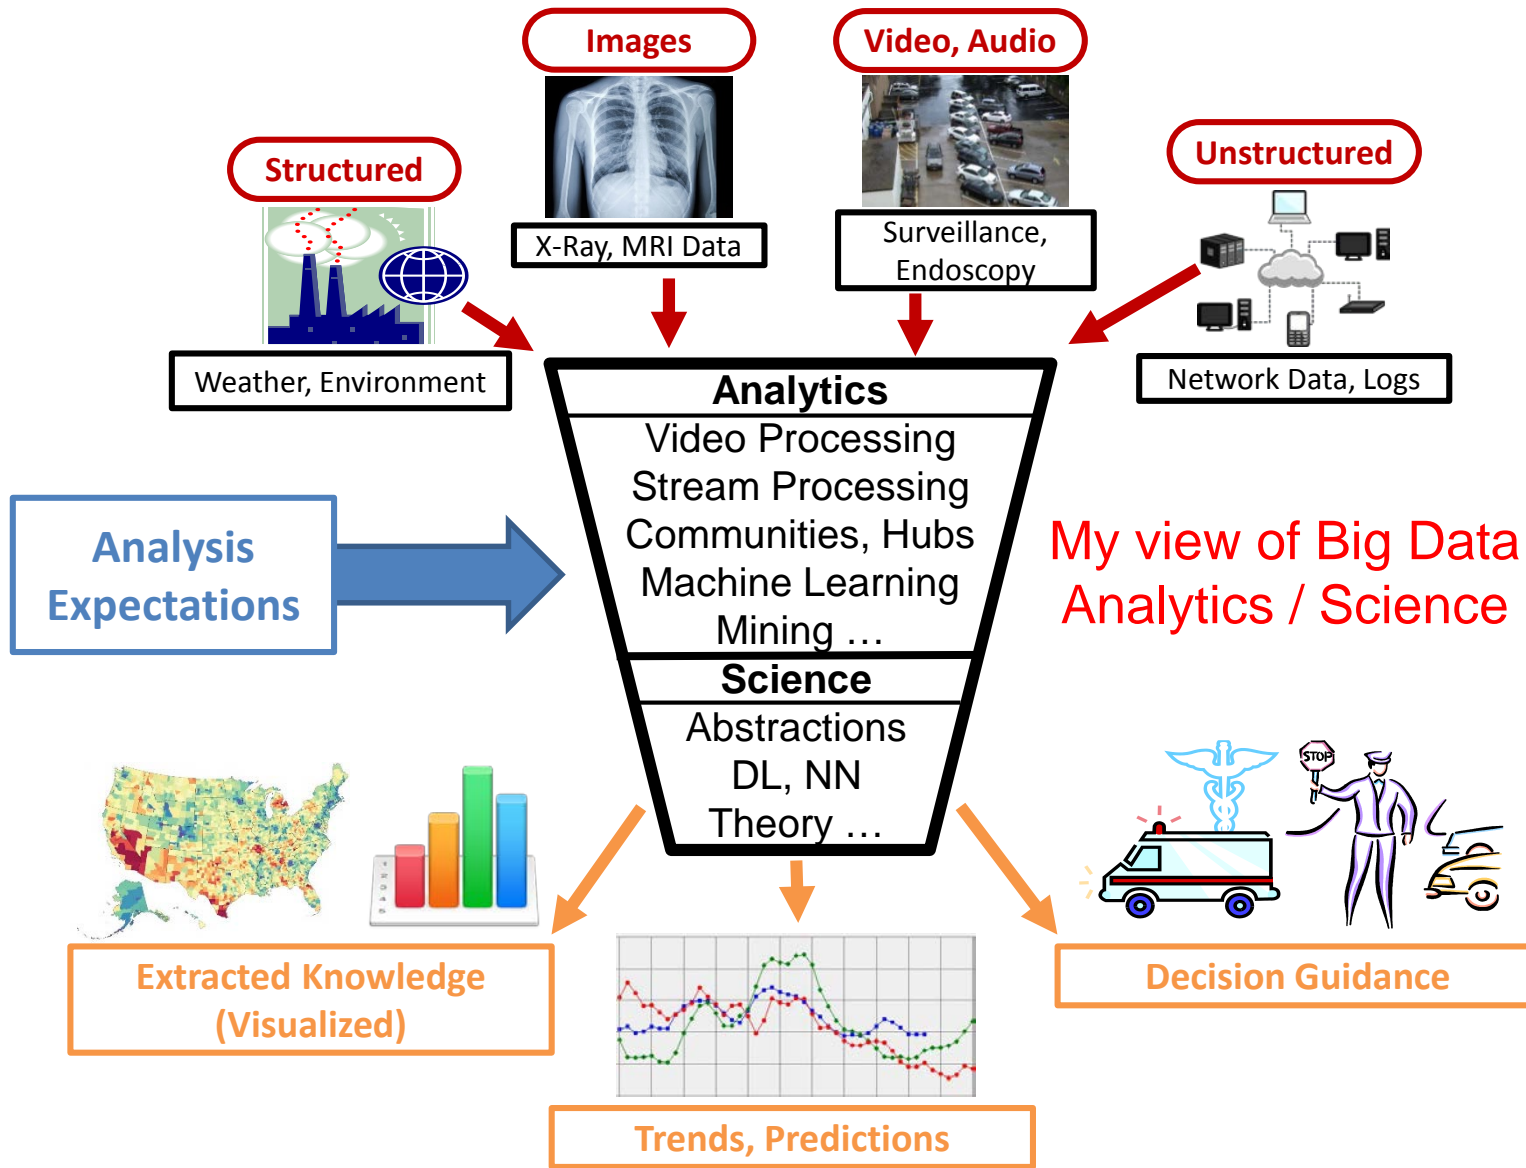 Images
Video, Audio
Structured
Unstructured
X-Ray, MRI Data
Surveillance,
Endoscopy
Weather, Environment
Network Data, Logs
Analytics
Video Processing
Stream Processing
Communities, Hubs
Machine Learning
Mining …
Analysis
Expectations
My view of Big Data
Analytics / Science
Science
Abstractions
DL, NN
Theory …
STOP
Extracted Knowledge
(Visualized)
Decision Guidance
Trends, Predictions